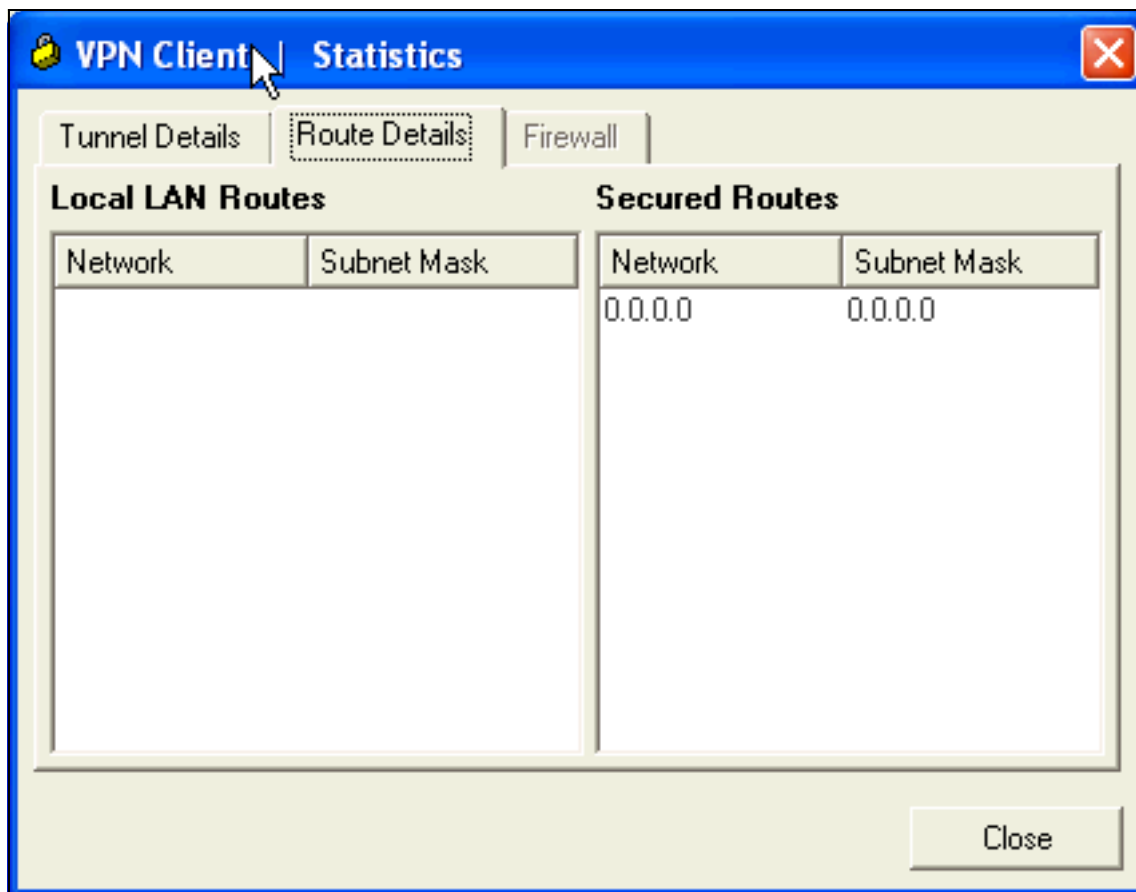 VPN Client | Statistics
Tunnel Details Route Details Firewall
Local LAN Routes Secured Routes
Network Subnet Mask Network Subnet Mask
0.0.0.0 0.0.0.0
Close